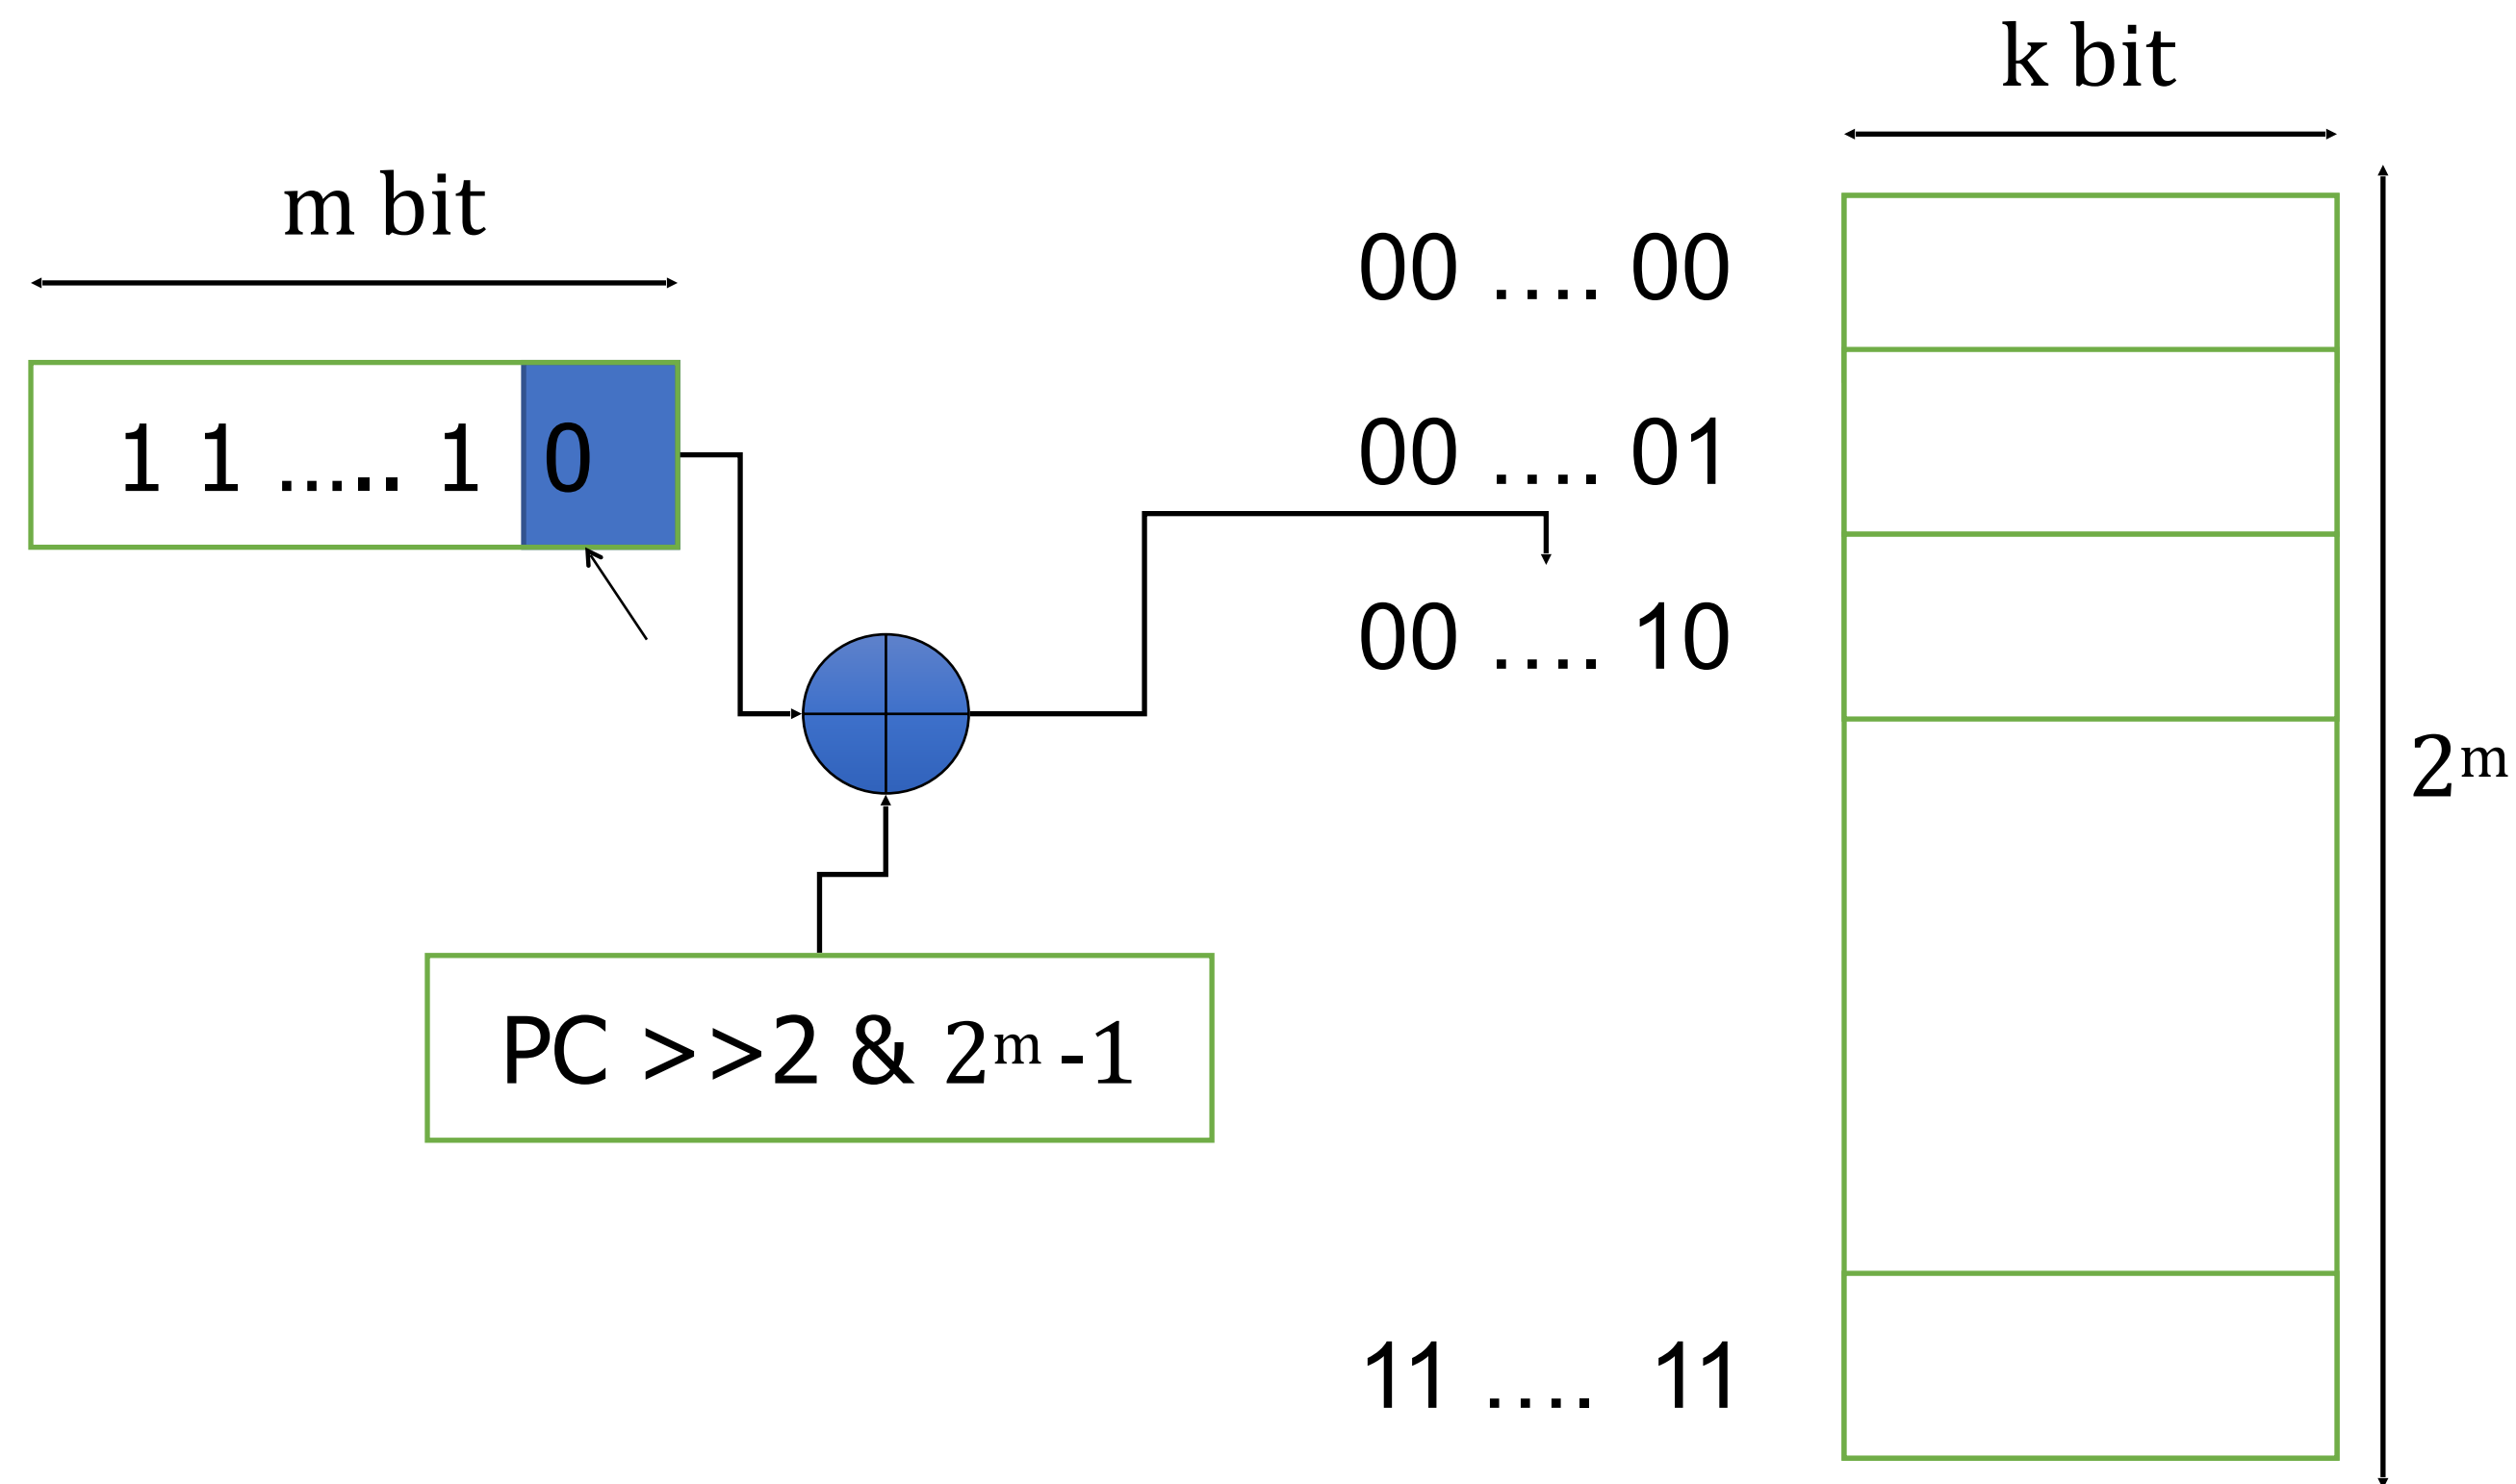 k bit
m bit
00 .... 00
1 1 ...... 1 0
00 .... 01
00 .... 10
2ᵐ
PC >>2 & 2ᵐ-1
11 .... 11